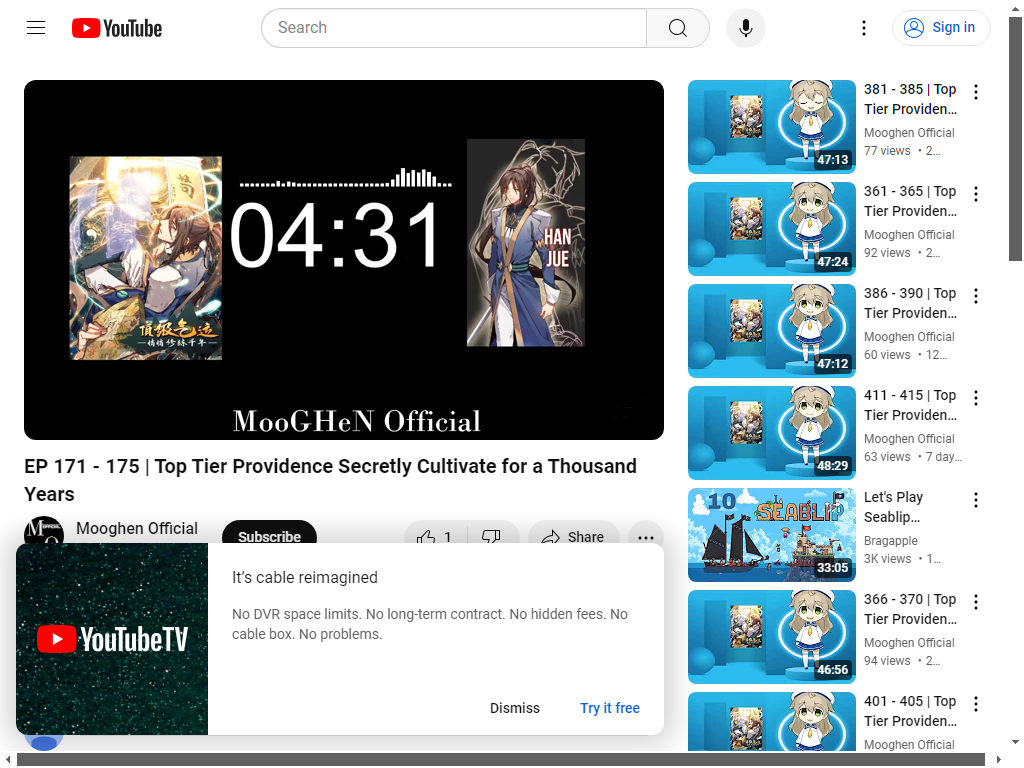 YouTube
Search
Sign in
04:31
HAN
JUE
頂級气运
悄悄修練千年
MooGHeN Official
EP 171 - 175 | Top Tier Providence Secretly Cultivate for a Thousand
Years
Mooghen Official
Subscribe
1
Share
It's cable reimagined
No DVR space limits. No long-term contract. No hidden fees. No
cable box. No problems.
YouTubeTV
Dismiss
Try it free
381 - 385 | Top
Tier Providen…
Mooghen Official
77 views • 2…
47:13
361 - 365 | Top
Tier Providen…
Mooghen Official
92 views • 2…
47:24
386 - 390 | Top
Tier Providen…
Mooghen Official
60 views • 12…
47:12
411 - 415 | Top
Tier Providen…
Mooghen Official
63 views • 7 day…
48:29
Let's Play
Seablip…
Bragapple
3K views • 1…
10
SEABLIP
33:05
366 - 370 | Top
Tier Providen…
Mooghen Official
94 views • 2…
46:56
401 - 405 | Top
Tier Providen…
Mooghen Official